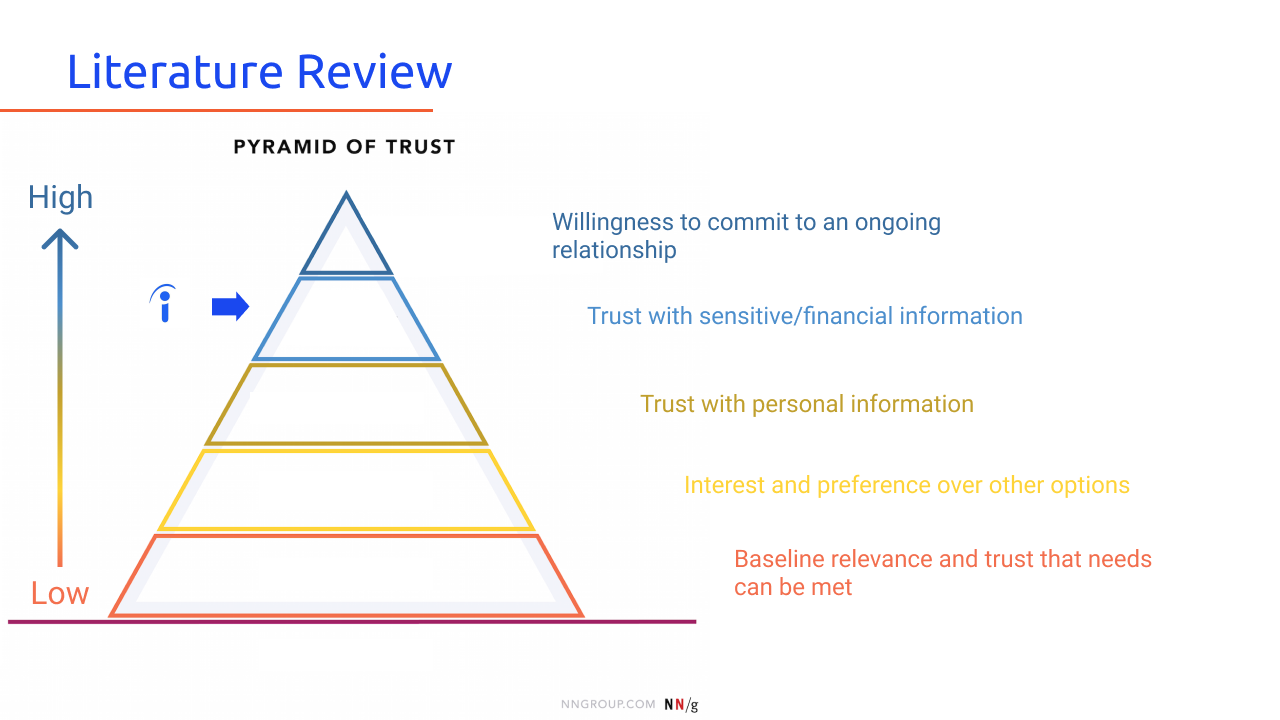 Literature Review
PYRAMID OF TRUST
High
Willingness to commit to an ongoing
relationship
Trust with sensitive/financial information
Trust with personal information
Interest and preference over other options
Baseline relevance and trust that needs
can be met
Low
NNGROUP.COM NN/g